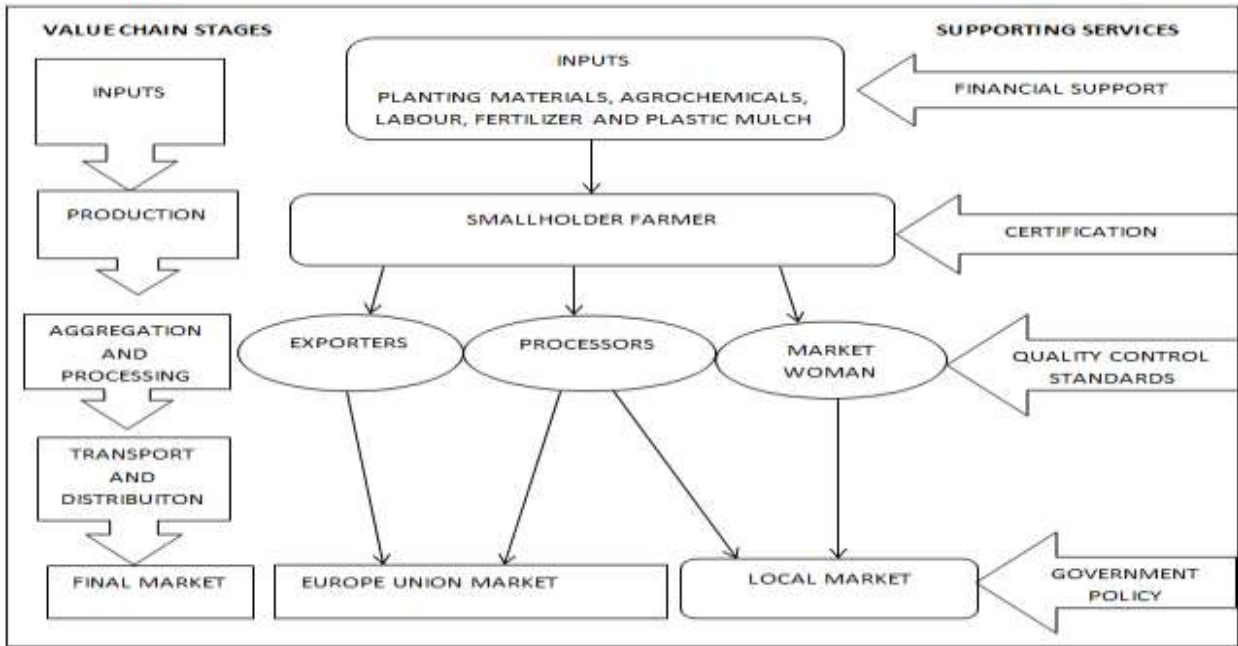 VALUE CHAIN STAGES
SUPPORTING SERVICES
INPUTS
INPUTS
PLANTING MATERIALS, AGROCHEMICALS,
LABOUR, FERTILIZER AND PLASTIC MULCH
FINANCIAL SUPPORT
PRODUCTION
SMALLHOLDER FARMER
CERTIFICATION
AGGREGATION
AND
PROCESSING
EXPORTERS
PROCESSORS
MARKET
WOMAN
QUALITY CONTROL
STANDARDS
TRANSPORT
AND
DISTRIBUITON
FINAL MARKET
EUROPE UNION MARKET
LOCAL MARKET
GOVERNMENT
POLICY